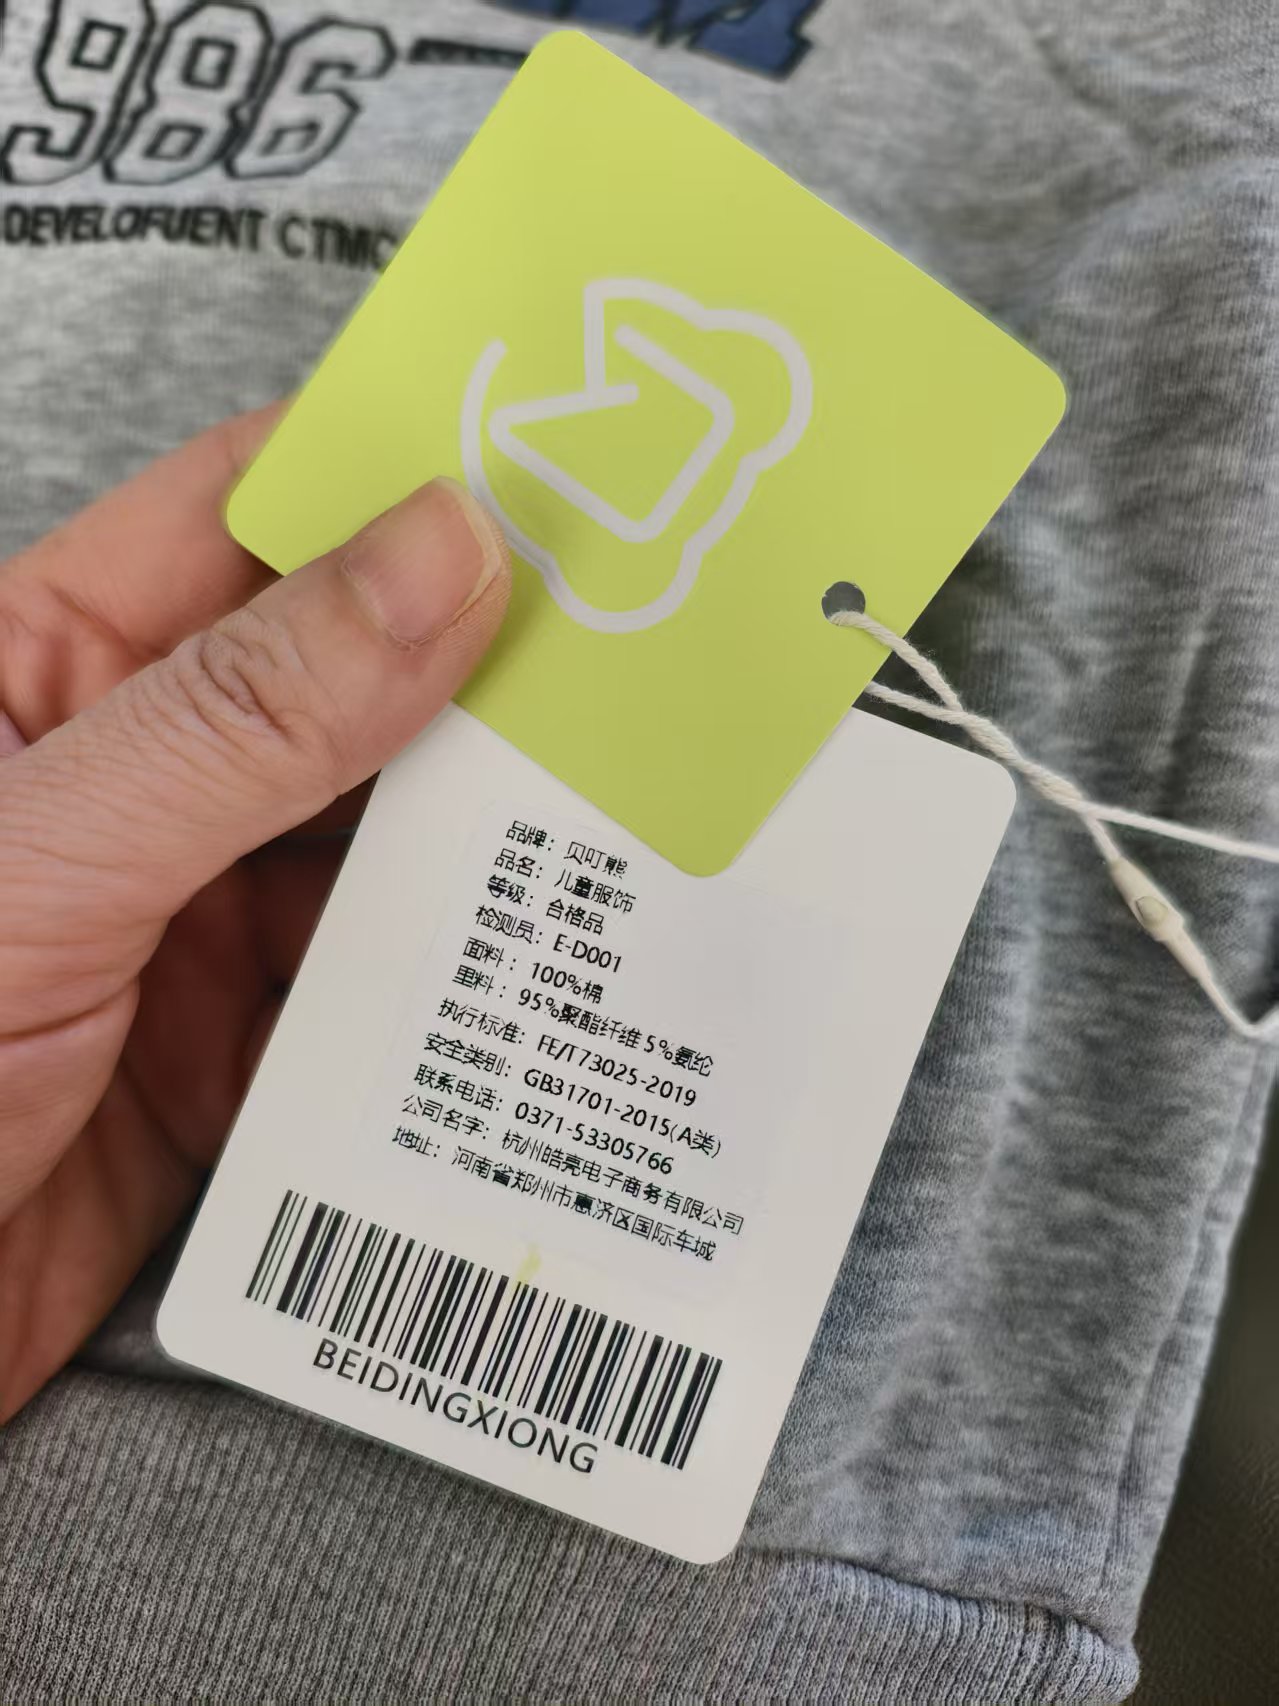 986
DEVELOFUENT CTMC
品牌：贝叮熊
品名：儿童服饰
等级：合格品
检测员：E-D001
面料：100%棉
里料：95%聚酯纤维 5%氨纶
执行标准：FE/T73025-2019
安全类别：GB31701-2015(A类)
联系电话：0371-53305766
公司名字：杭州皓亮电子商务有限公司
地址：河南省郑州市惠济区国际车城
BEIDINGXIONG